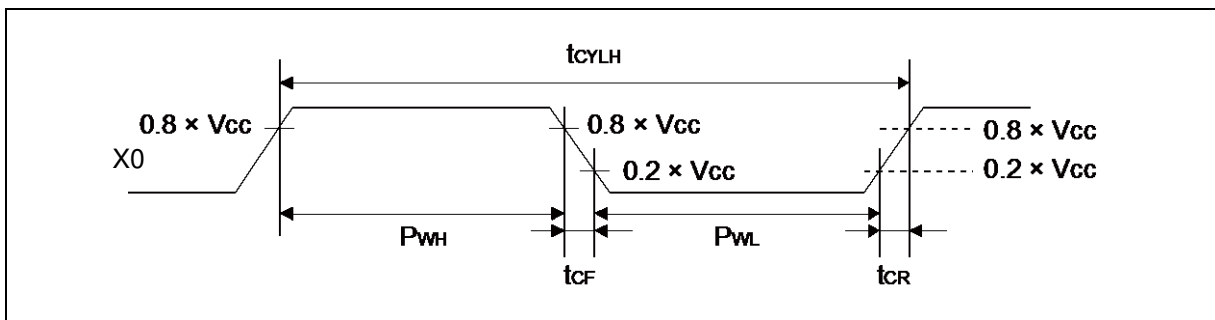 tCYLH
0.8 × Vcc
0.8 × Vcc
0.8 × Vcc
X0
0.2 × Vcc
0.2 × Vcc
PWH
PWL
tCF
tCR